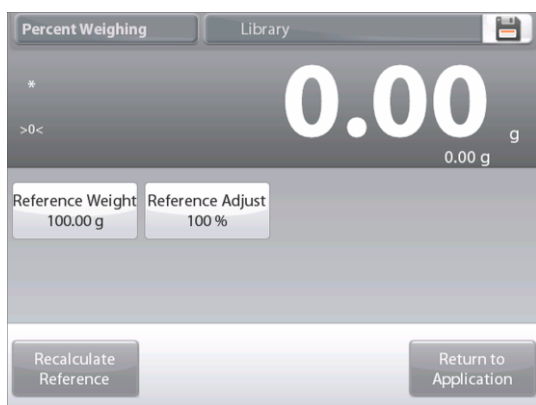 Percent Weighing
Library
*
0.00 g
>0<
0.00 g
Reference Weight
100.00 g
Reference Adjust
100 %
Recalculate
Reference
Return to
Application